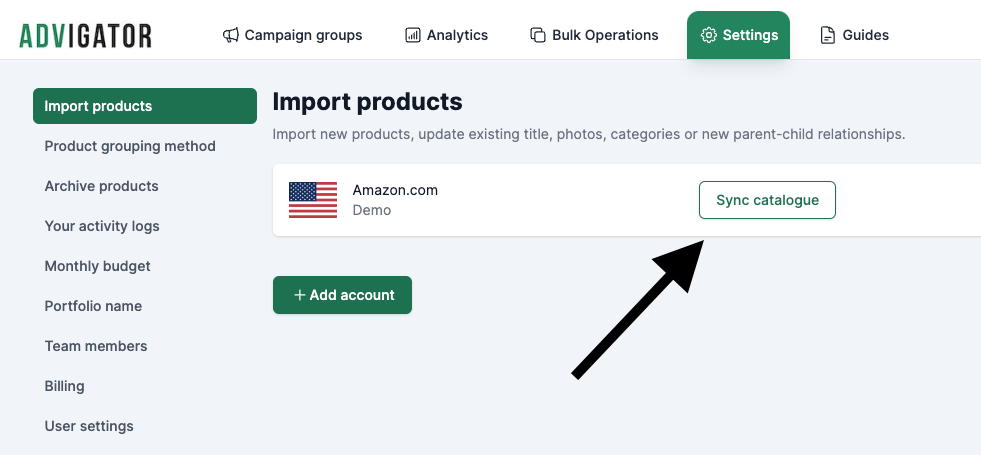 ADVIGATOR
Campaign groups
Analytics
Bulk Operations
Settings
Guides
Import products
Product grouping method
Archive products
Your activity logs
Monthly budget
Portfolio name
Team members
Billing
User settings
Import products
Import new products, update existing title, photos, categories or new parent-child relationships.
Amazon.com
Demo
Sync catalogue
+ Add account